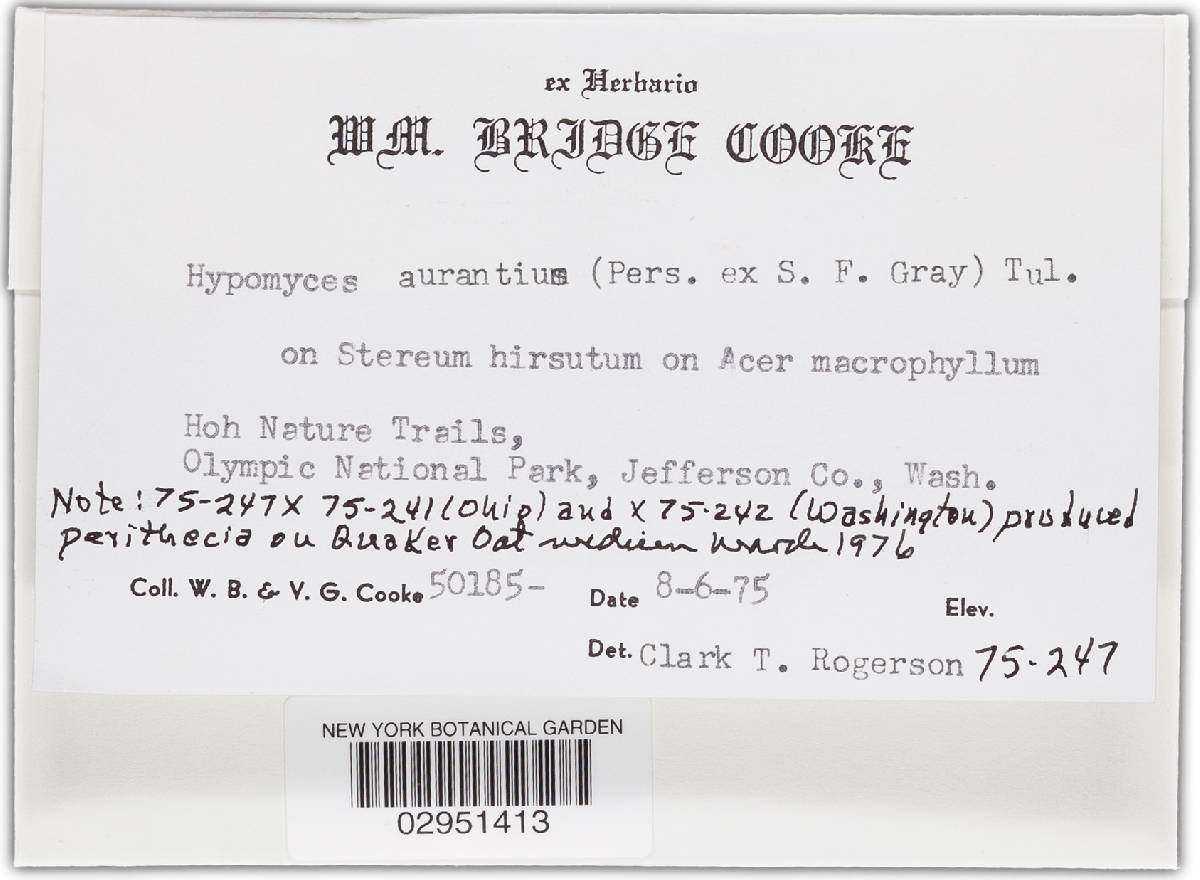 ex Herbario
WM. BRIDGE COOKE
Hypomyces aurantius (Pers. ex S. F. Gray) Tul.
on Stereum hirsutum on Acer macrophyllum
Hoh Nature Trails,
Olympic National Park, Jefferson Co., Wash.
Note: 75-247 X 75-241 (Ohio) and X 75-242 (Washington) produced
perithecia on Quaker Oat medium March 1976
Coll. W. B. & V. G. Cooke 50185- Date 8-6-75 Elev.
Det. Clark T. Rogerson 75-247
NEW YORK BOTANICAL GARDEN
02951413